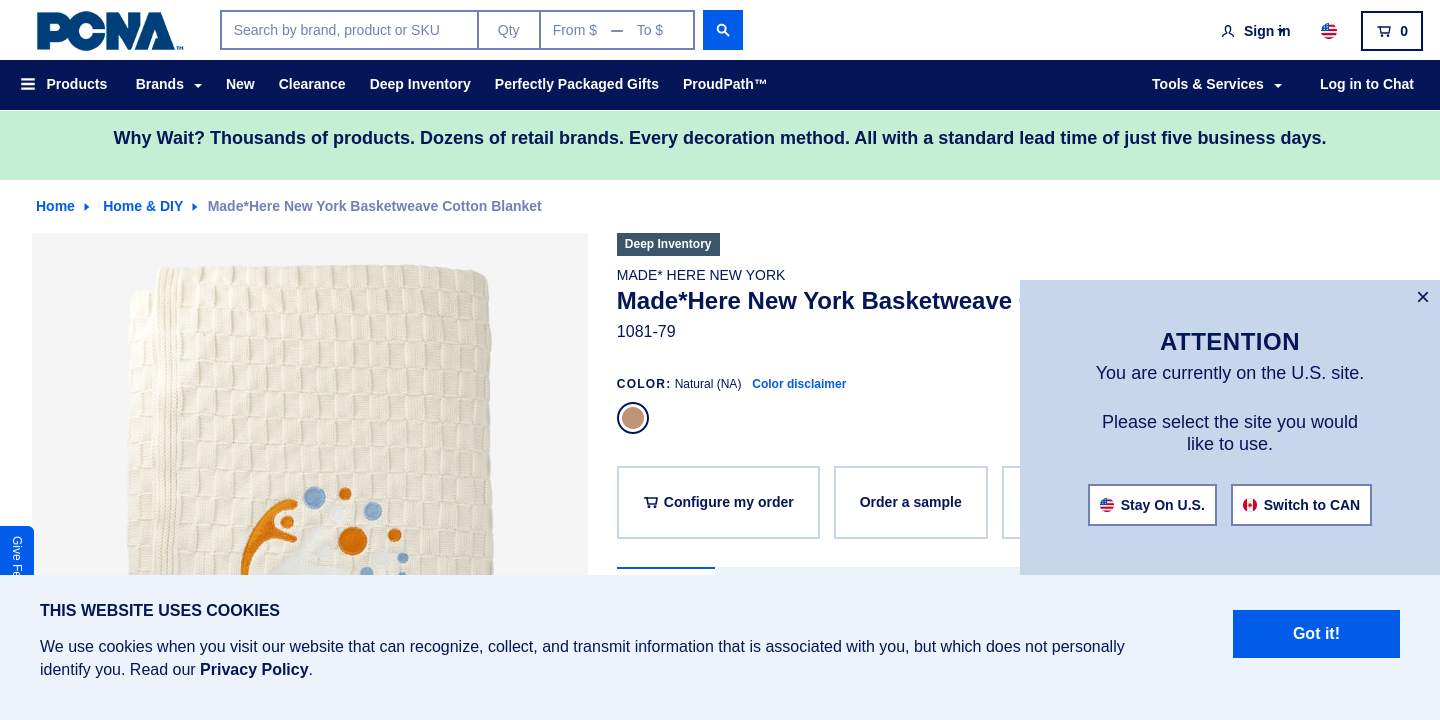 PCNA™
Search by brand, product or SKU
Qty
From $ — To $
Sign in
0
Products
Brands
New
Clearance
Deep Inventory
Perfectly Packaged Gifts
ProudPath™
Tools & Services
Log in to Chat
Why Wait? Thousands of products. Dozens of retail brands. Every decoration method. All with a standard lead time of just five business days.
Home
Home & DIY
Made*Here New York Basketweave Cotton Blanket
Deep Inventory
MADE* HERE NEW YORK
Made*Here New York Basketweave
1081-79
COLOR: Natural (NA) Color disclaimer
Configure my order
Order a sample
×
ATTENTION
You are currently on the U.S. site.
Please select the site you would
like to use.
Stay On U.S.
Switch to CAN
Give
THIS WEBSITE USES COOKIES
We use cookies when you visit our website that can recognize, collect, and transmit information that is associated with you, but which does not personally
identify you. Read our Privacy Policy.
Got it!